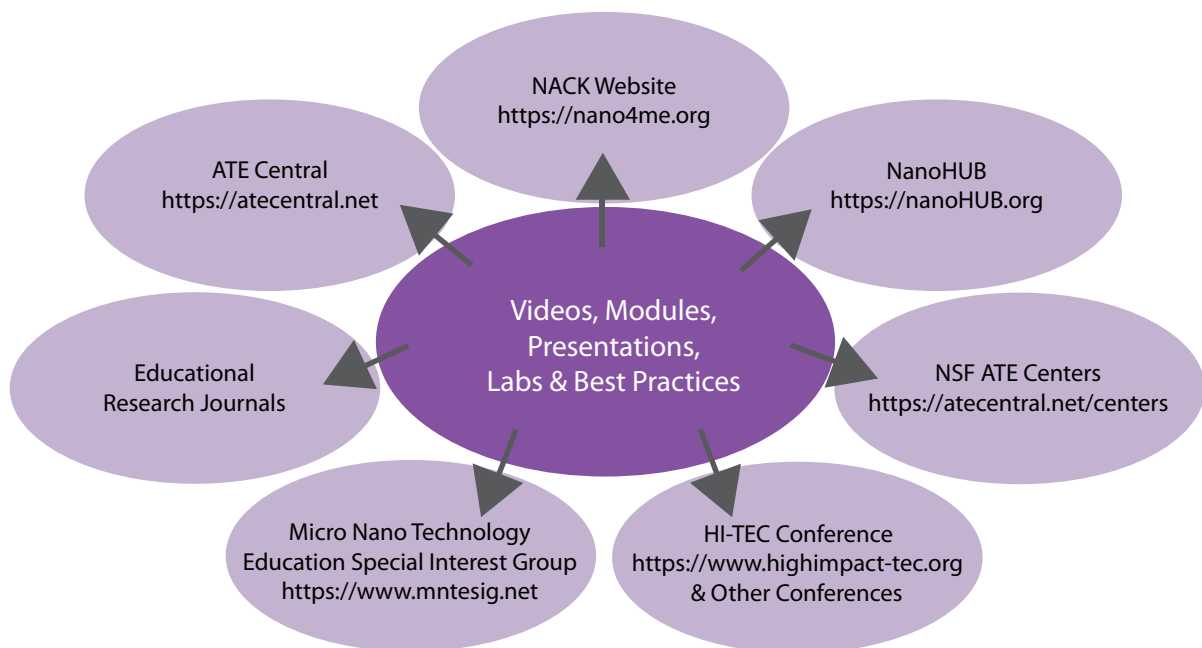 NACK Website
https://nano4me.org
ATE Central
https://atecentral.net
NanoHUB
https://nanoHUB.org
Videos, Modules,
Presentations,
Labs & Best Practices
Educational
Research Journals
NSF ATE Centers
https://atecentral.net/centers
Micro Nano Technology
Education Special Interest Group
https://www.mntesig.net
HI-TEC Conference
https://www.highimpact-tec.org
& Other Conferences